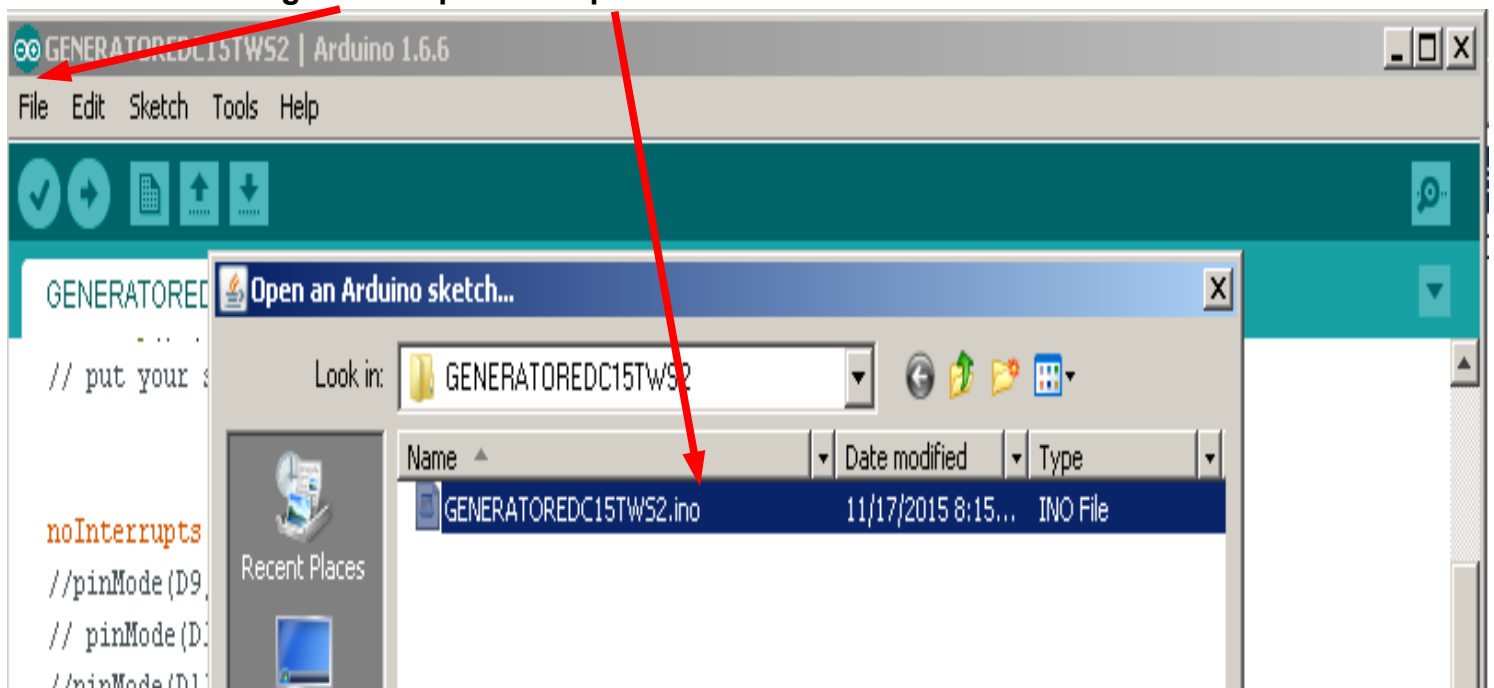 GENERATOREDC15TWS2 | Arduino 1.6.6
File Edit Sketch Tools Help
Open an Arduino sketch...
// put your
Look in: GENERATOREDC15TWS2
Name Date modified Type
GENERATOREDC15TWS2.ino 11/17/2015 8:15... INO File
noInterrupts
Recent Places
//pinMode(D9,
// pinMode(D
//pinMode(D1